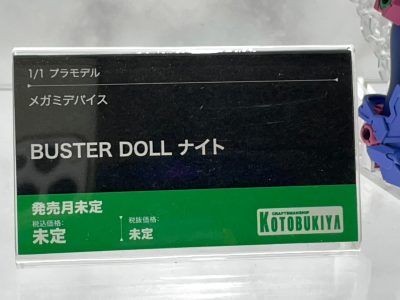 1/1 プラモデル
メガミデバイス
BUSTER DOLL ナイト
発売月未定
税込価格: 税抜価格:
未定 未定
CRAFTSMANSHIP
KOTOBUKIYA